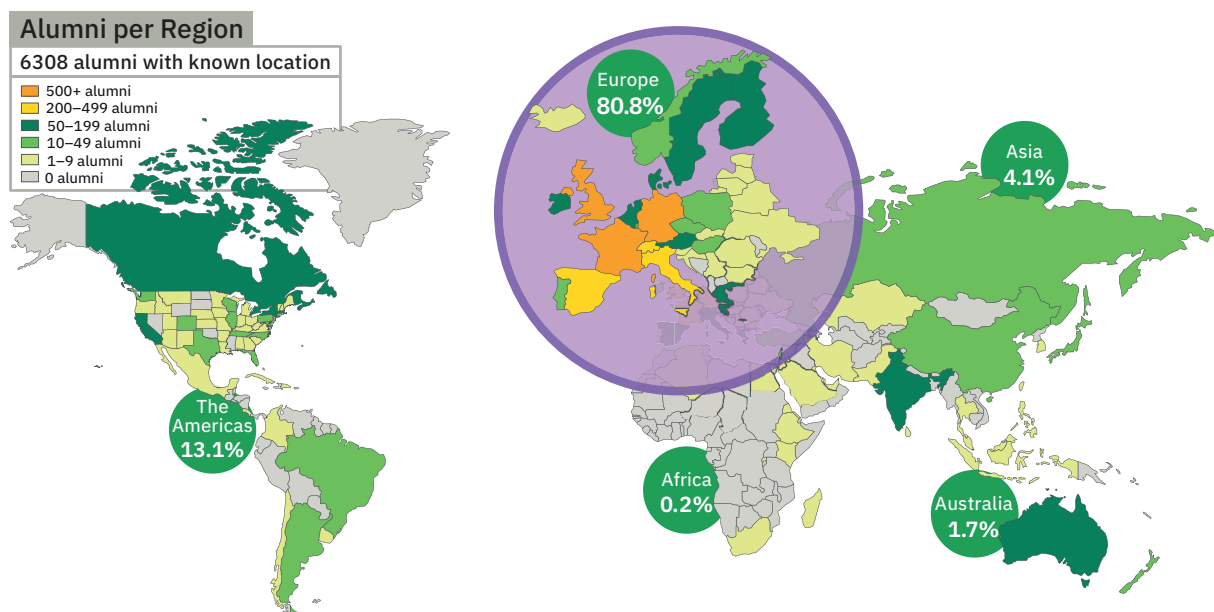 Alumni per Region
6308 alumni with known location
500+ alumni
200–499 alumni
50–199 alumni
10–49 alumni
1–9 alumni
0 alumni
Europe
80.8%
Asia
4.1%
The
Americas
13.1%
Africa
0.2%
Australia
1.7%